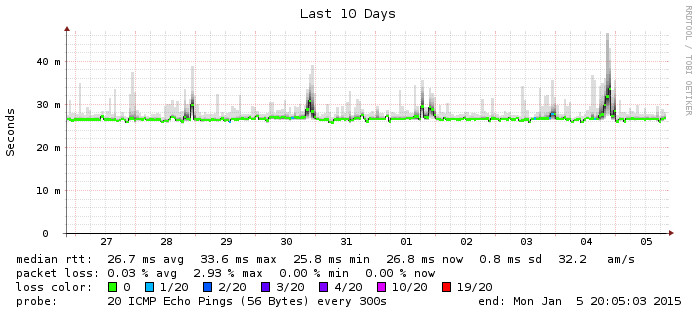 Last 10 Days
RRDTOOL / TOBI OETIKER
Seconds
40 m
30 m
20 m
10 m
0
27 28 29 30 31 01 02 03 04 05
median rtt: 26.7 ms avg 33.6 ms max 25.8 ms min 26.8 ms now 0.8 ms sd 32.2 am/s
packet loss: 0.03 % avg 2.93 % max 0.00 % min 0.00 % now
loss color: 0 1/20 2/20 3/20 4/20 10/20 19/20
probe: 20 ICMP Echo Pings (56 Bytes) every 300s end: Mon Jan 5 20:05:03 2015